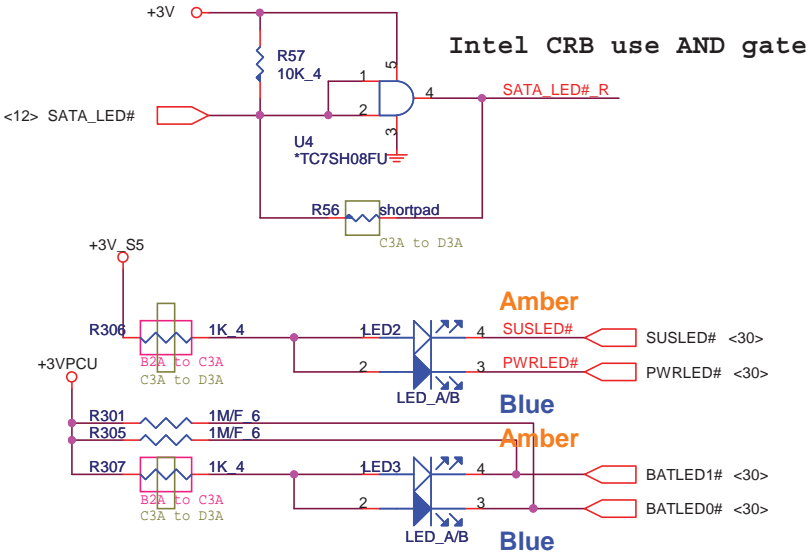 +3V
Intel CRB use AND gate
R57
10K_4
5
1
4
SATA_LED#_R
<12> SATA_LED#
2
3
U4
*TC7SH08FU
R56 shortpad
C3A to D3A
+3V_S5
Amber
R306 1K_4 1 LED2 4 SUSLED# SUSLED# <30>
B2A to C3A
C3A to D3A
2 3 PWRLED# PWRLED# <30>
+3VPCU
LED_A/B
Blue
R301 1M/F_6
R305 1M/F_6
Amber
R307 1K_4 1 LED3 4 BATLED1# <30>
B2A to C3A
C3A to D3A
2 3 BATLED0# <30>
LED_A/B
Blue